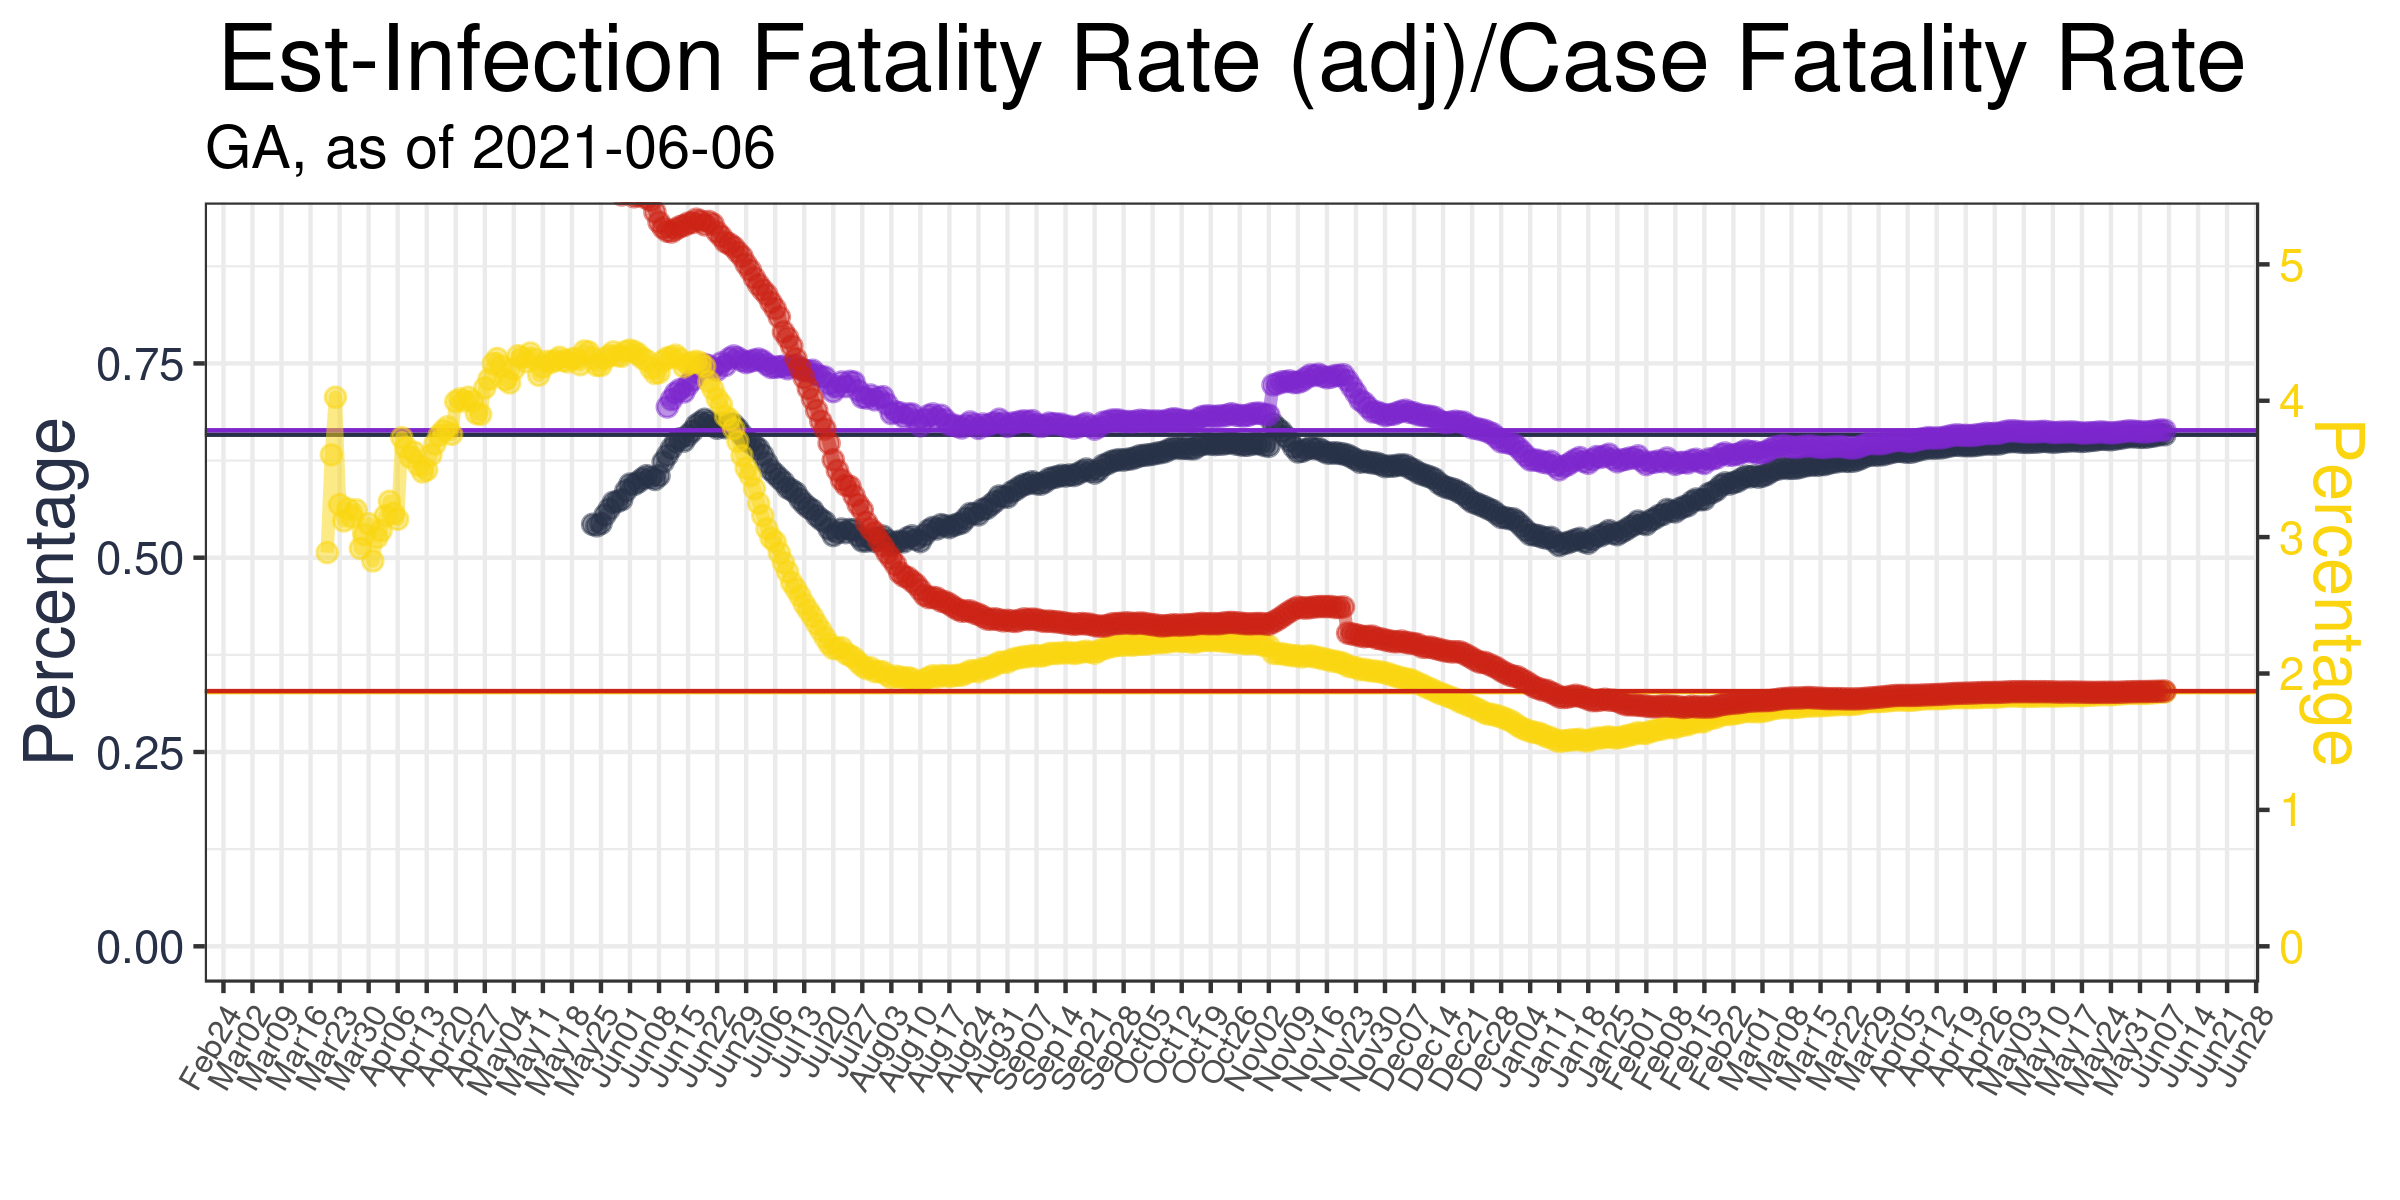 Est-Infection Fatality Rate (adj)/Case Fatality Rate
GA, as of 2021-06-06
Percentage
0.75
0.50
0.25
0.00
5
4
3
2
1
0
Percentage
Feb24
Mar02
Mar09
Mar16
Mar23
Mar30
Apr06
Apr13
Apr20
Apr27
May04
May11
May18
May25
Jun01
Jun08
Jun15
Jun22
Jun29
Jul06
Jul13
Jul20
Jul27
Aug03
Aug10
Aug17
Aug24
Aug31
Sep07
Sep14
Sep21
Sep28
Oct05
Oct12
Oct19
Oct26
Nov02
Nov09
Nov16
Nov23
Nov30
Dec07
Dec14
Dec21
Dec28
Jan04
Jan11
Jan18
Jan25
Feb01
Feb08
Feb15
Feb22
Mar01
Mar08
Mar15
Mar22
Mar29
Apr05
Apr12
Apr19
Apr26
May03
May10
May17
May24
May31
Jun07
Jun14
Jun21
Jun28